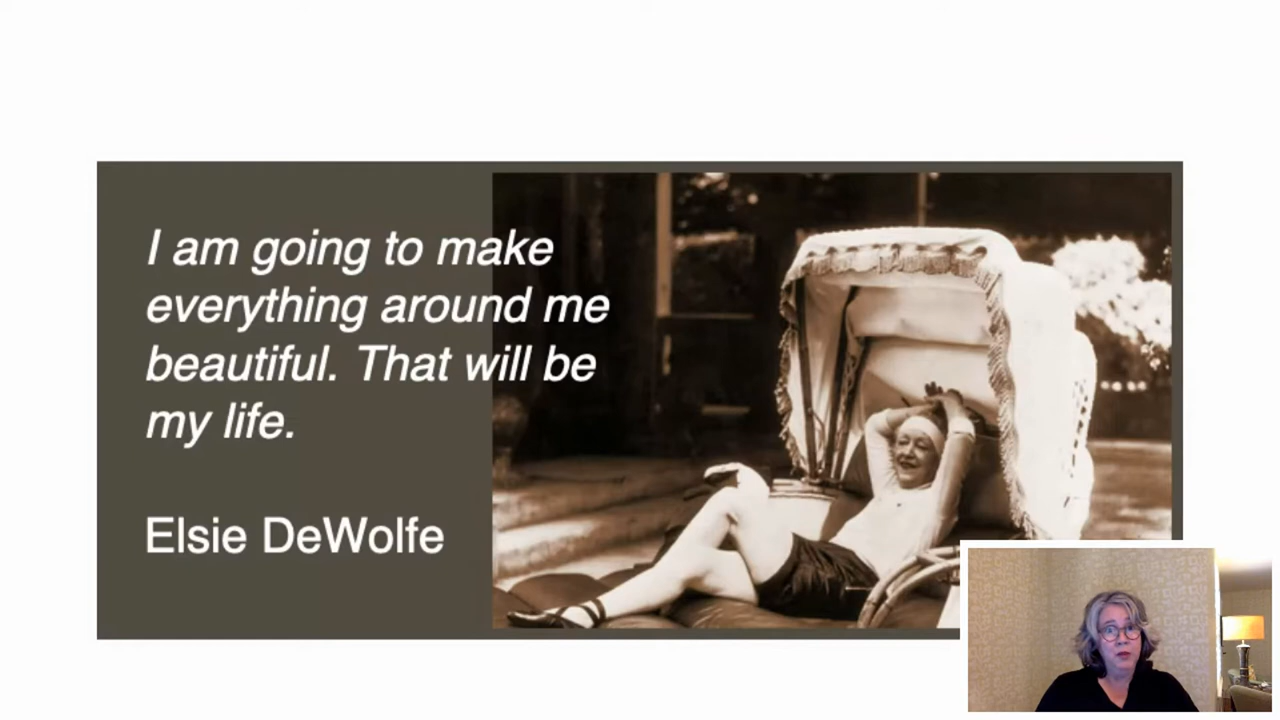 I am going to make
everything around me
beautiful. That will be
my life.
Elsie DeWolfe